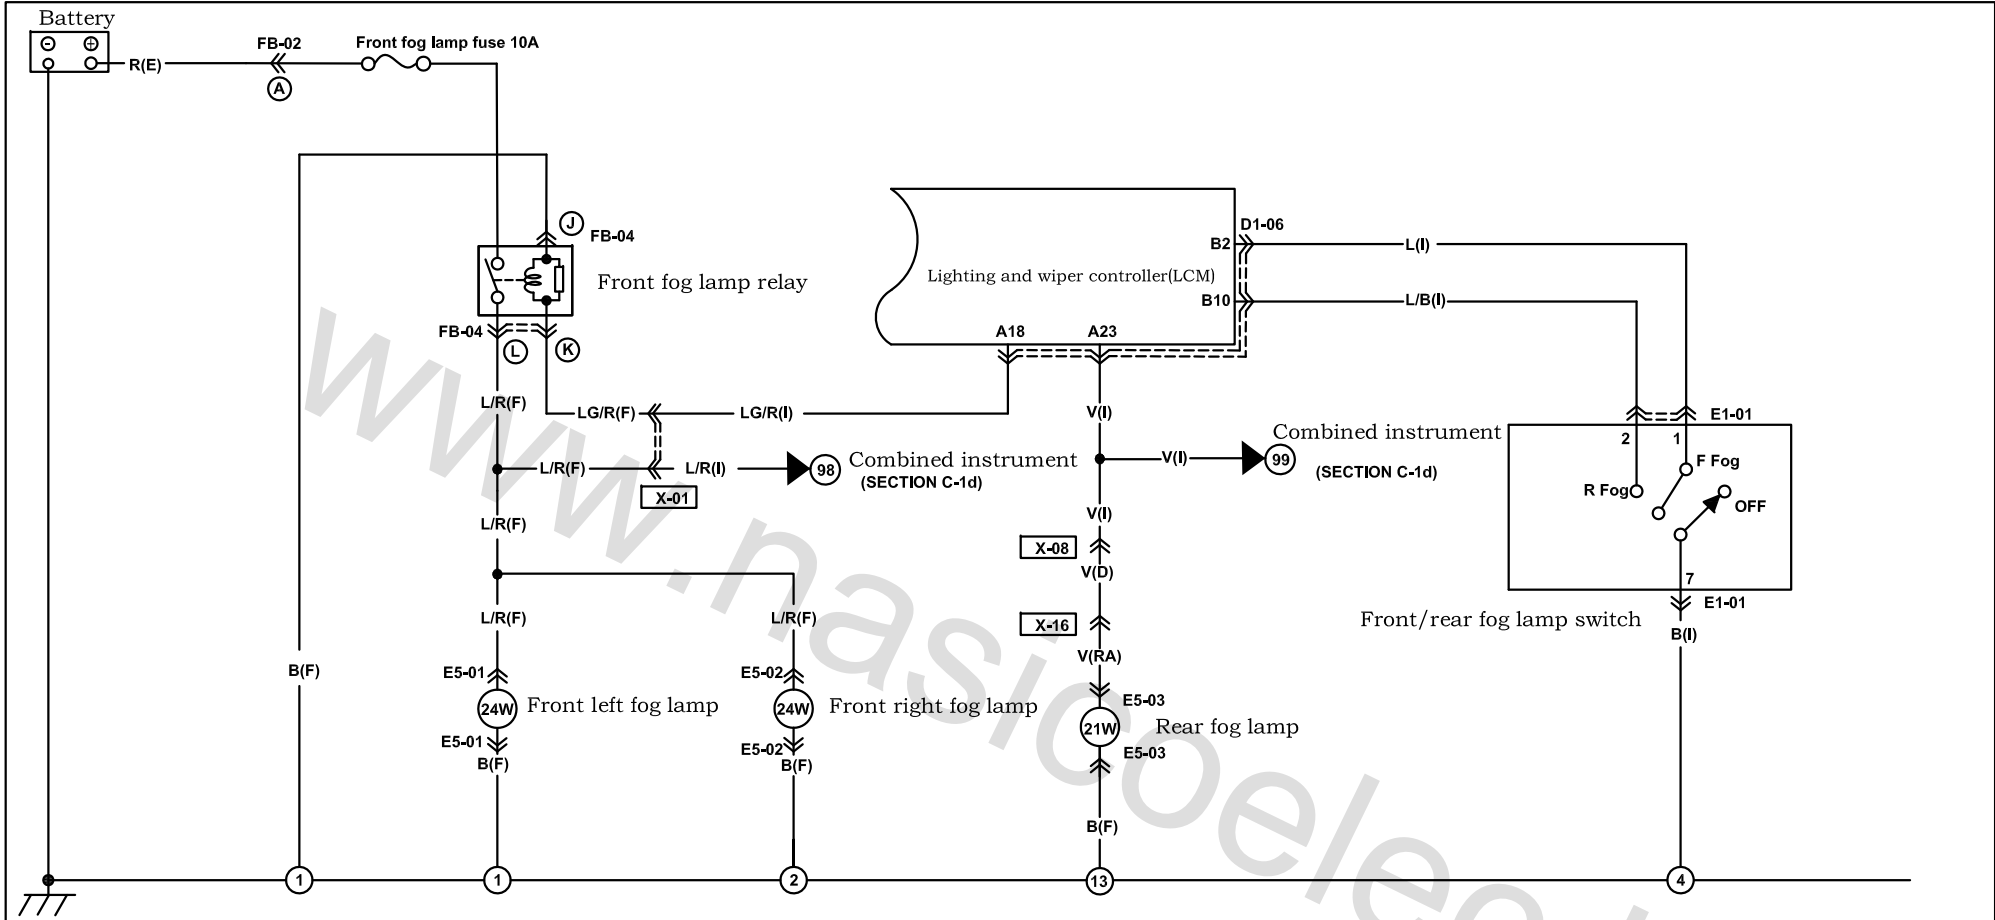 Battery
FB-02
Front fog lamp fuse 10A
R(E)
A
J
FB-04
Front fog lamp relay
FB-04
L
K
Lighting and wiper controller(LCM)
D1-06
B2
L(I)
B10
L/B(I)
A18
A23
L/R(F)
LG/R(F)
LG/R(I)
V(I)
E1-01
2
1
F Fog
R Fog
OFF
7
E1-01
Front/rear fog lamp switch
B(I)
L/R(F)
L/R(I)
98
Combined instrument
(SECTION C-1d)
X-01
V(I)
99
Combined instrument
(SECTION C-1d)
L/R(F)
V(I)
X-08
V(D)
L/R(F)
L/R(F)
X-16
V(RA)
B(F)
E5-01
24W
Front left fog lamp
E5-01
B(F)
E5-02
24W
Front right fog lamp
E5-02
B(F)
E5-03
21W
Rear fog lamp
E5-03
B(F)
1
1
2
13
4